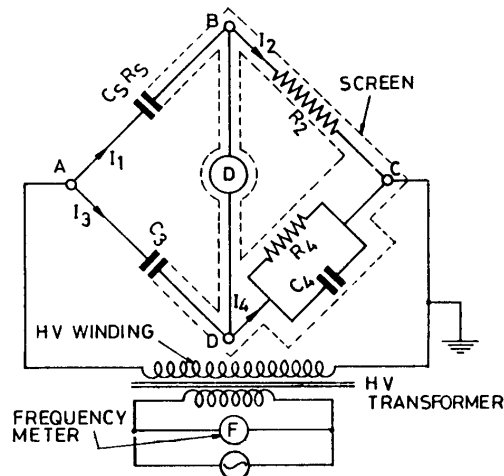 B
I2
CS RS
SCREEN
R2
A
I1
D
C
I3
C3
R4
C4
I4
D
HV WINDING
HV TRANSFORMER
FREQUENCY METER
F